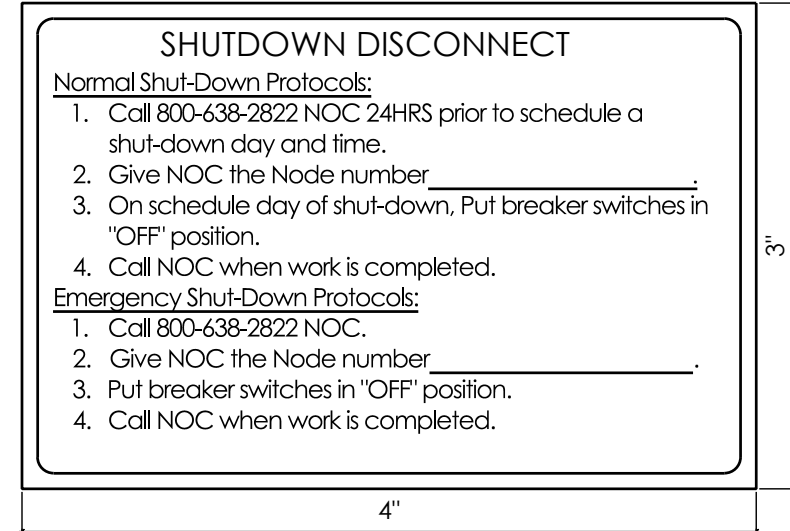 SHUTDOWN DISCONNECT
Normal Shut-Down Protocols:
1. Call 800-638-2822 NOC 24HRS prior to schedule a
shut-down day and time.
2. Give NOC the Node number____________________.
3. On schedule day of shut-down, Put breaker switches in
"OFF" position.
4. Call NOC when work is completed.
Emergency Shut-Down Protocols:
1. Call 800-638-2822 NOC.
2. Give NOC the Node number____________________.
3. Put breaker switches in "OFF" position.
4. Call NOC when work is completed.
3"
4"